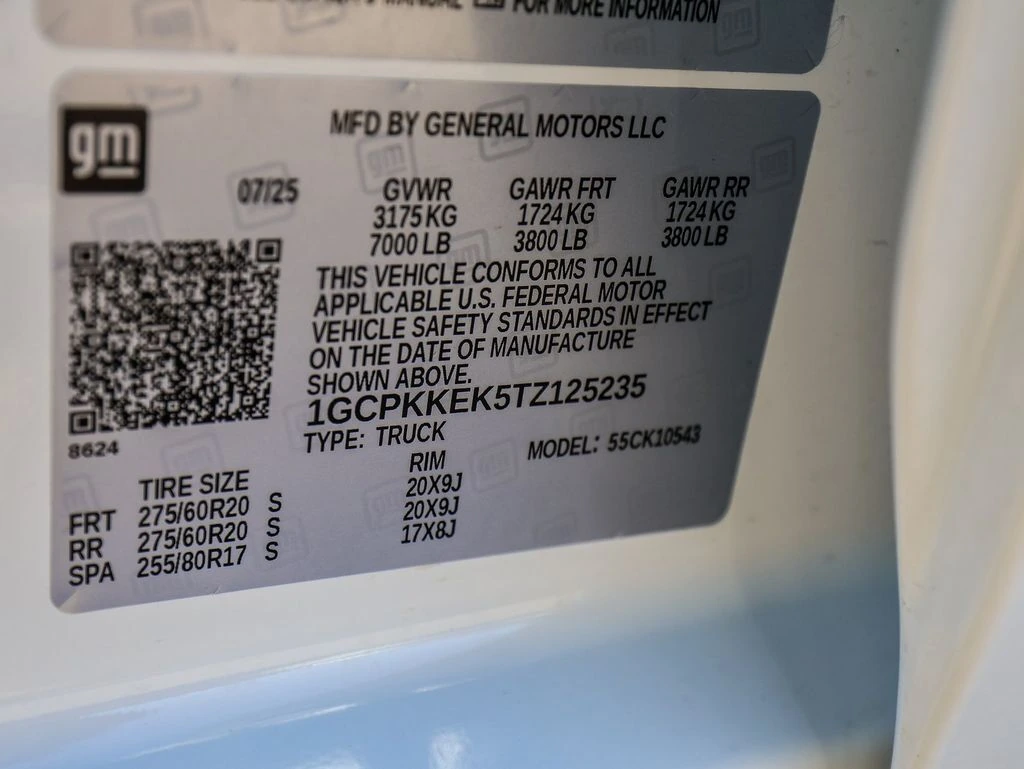 MANUAL gm FOR MORE INFORMATION
gm
MFD BY GENERAL MOTORS LLC
07/25 GVWR GAWR FRT GAWR RR
3175 KG 1724 KG 1724 KG
7000 LB 3800 LB 3800 LB
THIS VEHICLE CONFORMS TO ALL
APPLICABLE U.S. FEDERAL MOTOR
VEHICLE SAFETY STANDARDS IN EFFECT
ON THE DATE OF MANUFACTURE
SHOWN ABOVE.
1GCPKKEK5TZ125235
8624
TYPE: TRUCK MODEL: 55CK10543
TIRE SIZE RIM
FRT 275/60R20 S 20X9J
RR 275/60R20 S 20X9J
SPA 255/80R17 S 17X8J